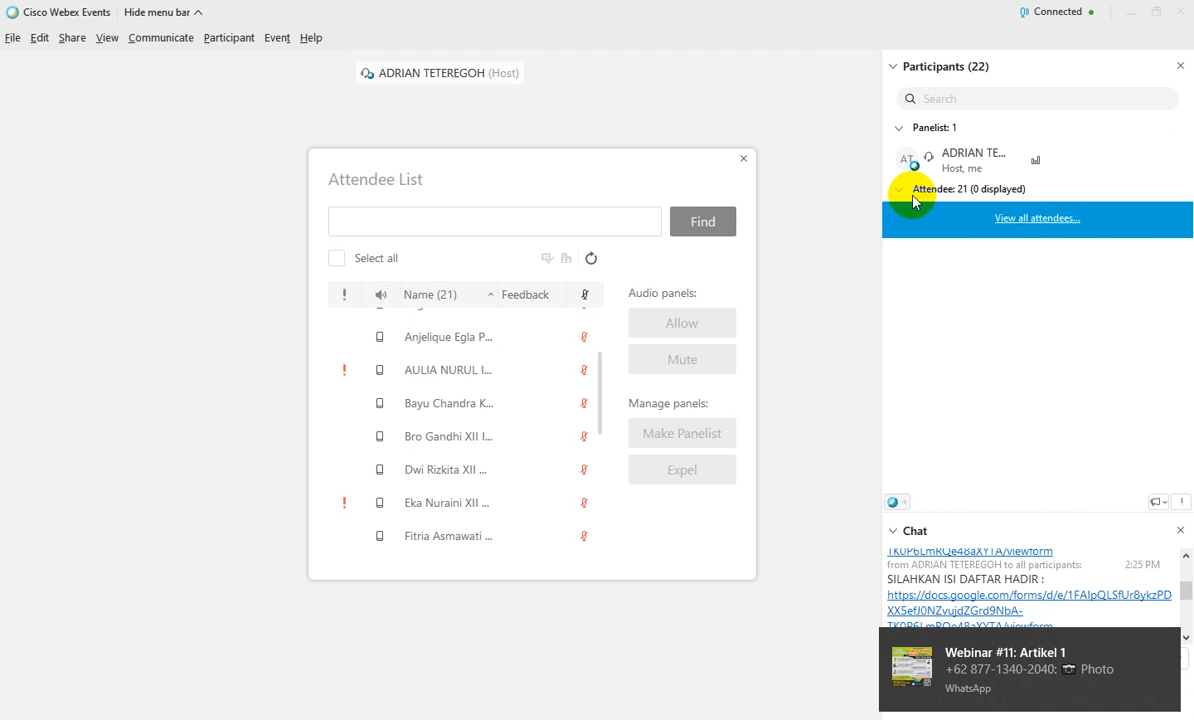 Cisco Webex Events
Hide menu bar
Connected
File Edit Share View Communicate Participant Event Help
ADRIAN TETEREGOH (Host)
Attendee List
Find
Select all
! Name (21) Feedback
Anjelique Egla P...
! AULIA NURUL I...
Bayu Chandra K...
Bro Gandhi XII I...
Dwi Rizkita XII ...
! Eka Nuraini XII ...
Fitria Asmawati ...
Audio panels:
Allow
Mute
Manage panels:
Make Panelist
Expel
Participants (22)
Search
Panelist: 1
AT
ADRIAN TE...
Host, me
Attendee: 21 (0 displayed)
View all attendees...
!
Chat
from ADRIAN TETEREGOH to all participants: 2:25 PM
SILAHKAN ISI DAFTAR HADIR :
https://docs.google.com/forms/d/e/1FAIpQLSfUr8ykzPD
XX5efJ0NZvujdZGrd9NbA-
Webinar #11: Artikel 1
+62 877-1340-2040: Photo
WhatsApp